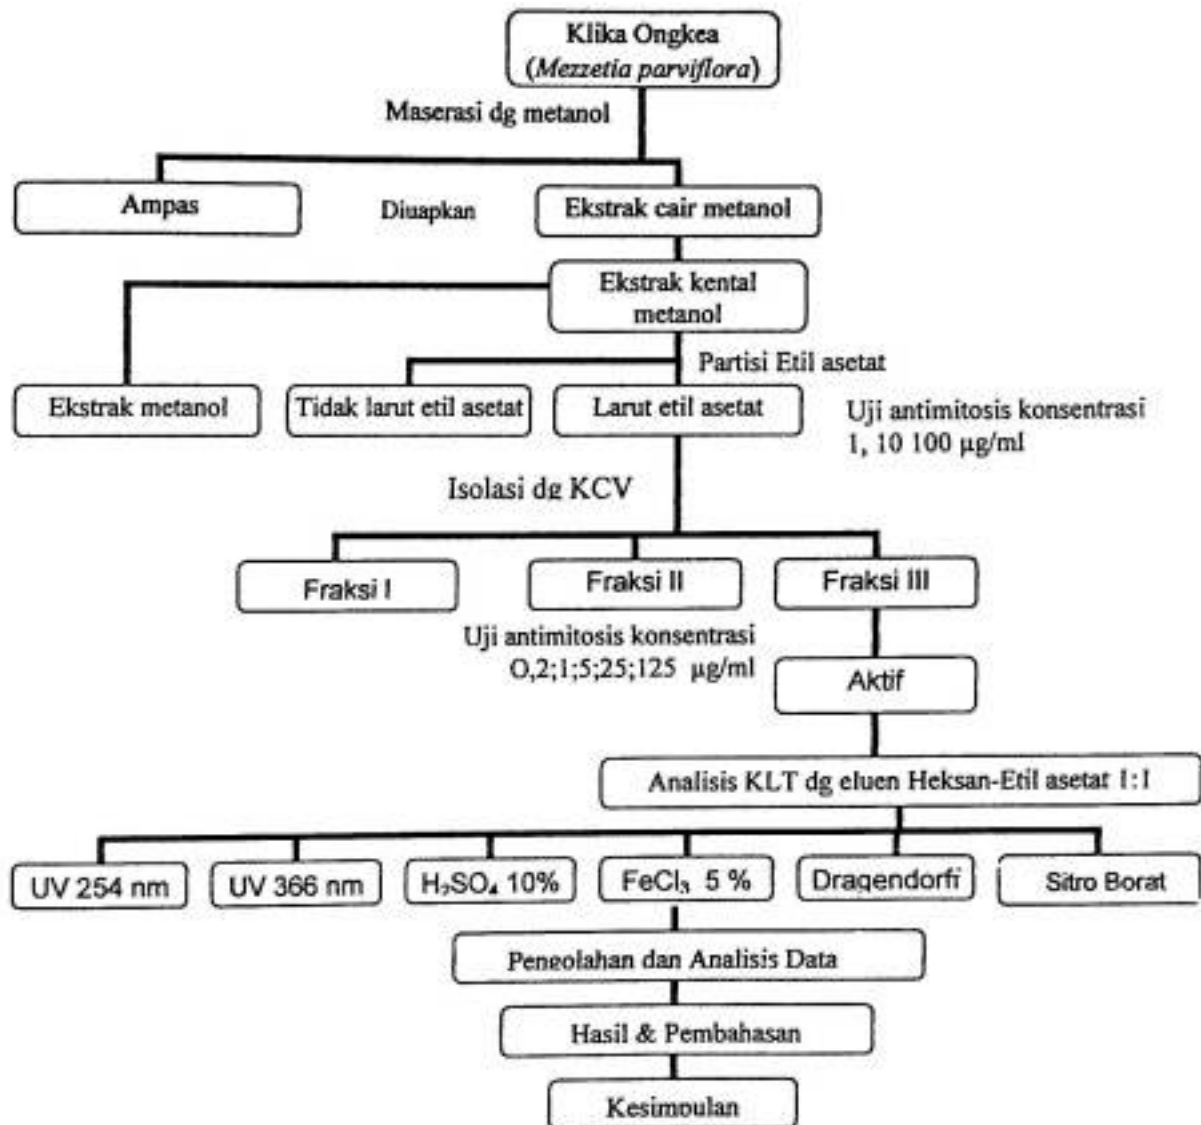 Klika Ongkea
(Mezzetia parviflora)
Maserasi dg metanol
Ampas
Diuapkan
Ekstrak cair metanol
Ekstrak kental
metanol
Partisi Etil asetat
Ekstrak metanol
Tidak larut etil asetat
Larut etil asetat
Uji antimitosis konsentrasi
1, 10 100 µg/ml
Isolasi dg KCV
Fraksi I
Fraksi II
Fraksi III
Uji antimitosis konsentrasi
O,2;1;5;25;125 µg/ml
Aktif
Analisis KLT dg eluen Heksan-Etil asetat 1:1
UV 254 nm
UV 366 nm
H₂SO₄ 10%
FeCl₃ 5 %
Dragendorff
Sitro Borat
Pengolahan dan Analisis Data
Hasil & Pembahasan
Kesimpulan